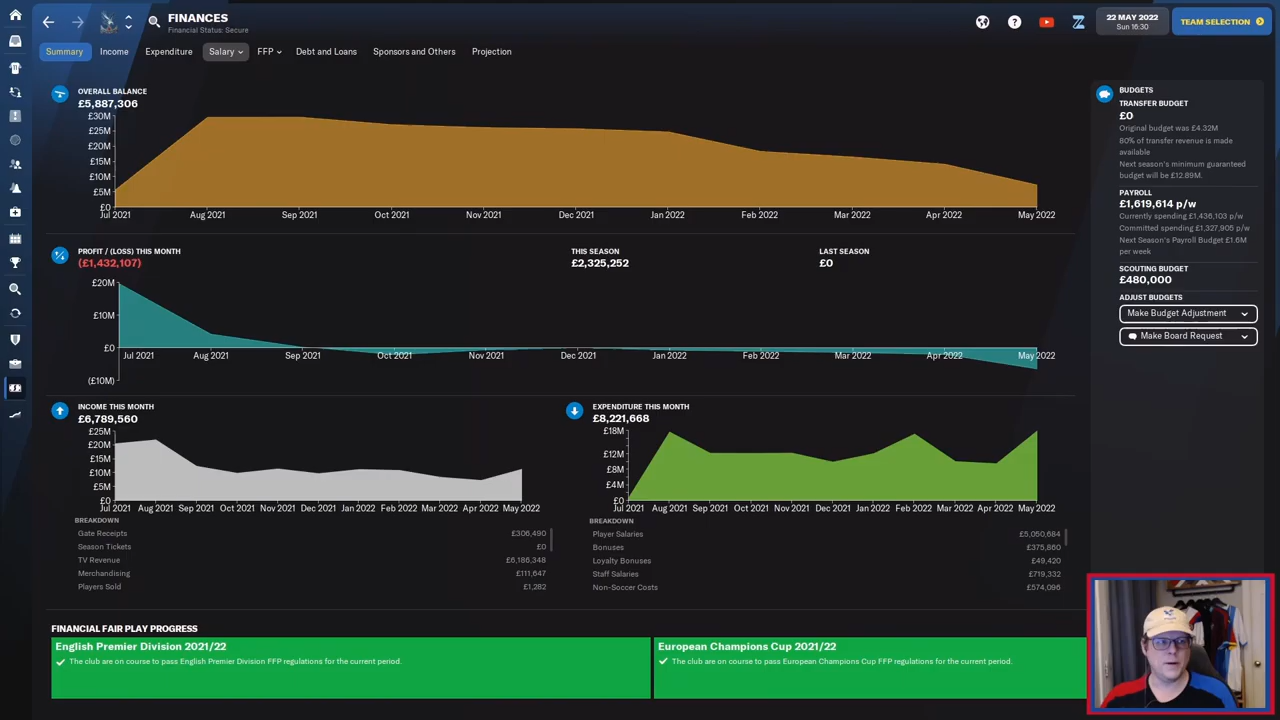 FINANCES
Financial Status: Secure
22 MAY 2022
Sun 16:30
TEAM SELECTION
Summary
Income
Expenditure
Salary
FFP
Debt and Loans
Sponsors and Others
Projection
OVERALL BALANCE
£5,887,306
£30M
£25M
£20M
£15M
£10M
£5M
£0
Jul 2021
Aug 2021
Sep 2021
Oct 2021
Nov 2021
Dec 2021
Jan 2022
Feb 2022
Mar 2022
Apr 2022
May 2022
PROFIT / (LOSS) THIS MONTH
(£1,432,107)
THIS SEASON
£2,325,252
LAST SEASON
£0
£20M
£10M
£0
(£10M)
Jul 2021
Aug 2021
Sep 2021
Oct 2021
Nov 2021
Dec 2021
Jan 2022
Feb 2022
Mar 2022
Apr 2022
May 2022
INCOME THIS MONTH
£6,789,560
£25M
£20M
£15M
£10M
£5M
£0
Jul 2021
Aug 2021
Sep 2021
Oct 2021
Nov 2021
Dec 2021
Jan 2022
Feb 2022
Mar 2022
Apr 2022
May 2022
BREAKDOWN
Gate Receipts £306,490
Season Tickets £0
TV Revenue £6,186,348
Merchandising £111,647
Players Sold £1,282
EXPENDITURE THIS MONTH
£8,221,668
£18M
£12M
£8M
£4M
£0
Jul 2021
Aug 2021
Sep 2021
Oct 2021
Nov 2021
Dec 2021
Jan 2022
Feb 2022
Mar 2022
Apr 2022
May 2022
BREAKDOWN
Player Salaries £5,050,684
Bonuses £375,860
Loyalty Bonuses £49,420
Staff Salaries £719,332
Non-Soccer Costs £574,096
FINANCIAL FAIR PLAY PROGRESS
English Premier Division 2021/22
The club are on course to pass English Premier Division FFP regulations for the current period.
European Champions Cup 2021/22
The club are on course to pass European Champions Cup FFP regulations for the current period.
BUDGETS
TRANSFER BUDGET
£0
Original budget was £4.32M
80% of transfer revenue is made
available
Next season's minimum guaranteed
budget will be £12.89M.
PAYROLL
£1,619,614 p/w
Currently spending £1,436,103 p/w
Committed spending £1,327,905 p/w
Next Season's Payroll Budget £1.6M
per week
SCOUTING BUDGET
£480,000
ADJUST BUDGETS
Make Budget Adjustment
Make Board Request